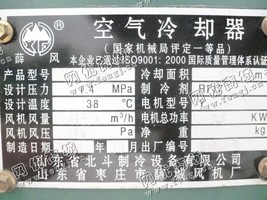 空气冷却器
薛风
(国家机械局评定一等品)
本企业已通过ISO9001: 2000国际质量管理体系认证
产品型号 冷却面积
设计压力 1.4 MPa 制冷剂
设计温度 38 ℃ 电机型号
风机风量 m³/h 电机总功率 KW
风机风压 Pa 净重 kg
制造日期 年 月 出厂编号
山东省北斗制冷设备有限公司
山东省枣庄市薛城风机厂